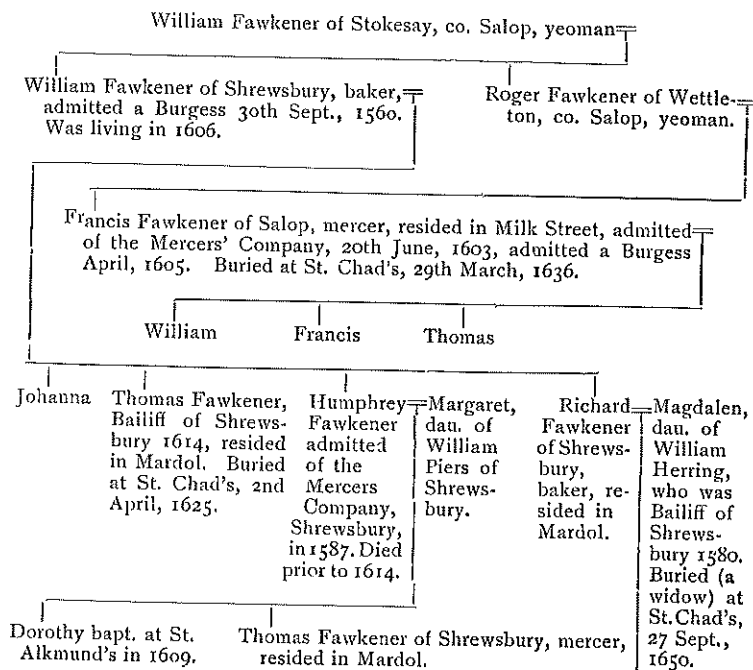 William Fawkener of Stokesay, co. Salop, yeoman
William Fawkener of Shrewsbury, baker,
admitted a Burgess 30th Sept., 1560.
Was living in 1606.
Roger Fawkener of Wettle-
ton, co. Salop, yeoman.
Francis Fawkener of Salop, mercer, resided in Milk Street, admitted
of the Mercers' Company, 20th June, 1603, admitted a Burgess
April, 1605. Buried at St. Chad's, 29th March, 1636.
William
Francis
Thomas
Johanna
Thomas Fawkener,
Bailiff of Shrews-
bury 1614, resided
in Mardol. Buried
at St. Chad's, 2nd
April, 1625.
Humphrey
Fawkener
admitted
of the
Mercers
Company,
Shrewsbury,
in 1587. Died
prior to 1614.
Margaret,
dau. of
William
Piers of
Shrews-
bury.
Richard
Fawkener
of Shrews-
bury,
baker, re-
sided in
Mardol.
Magdalen,
dau. of
William
Herring,
who was
Bailiff of
Shrews-
bury 1580.
Buried (a
widow) at
St. Chad's,
27 Sept.,
1650.
Dorothy bapt. at St.
Alkmund's in 1609.
Thomas Fawkener of Shrewsbury, mercer,
resided in Mardol.